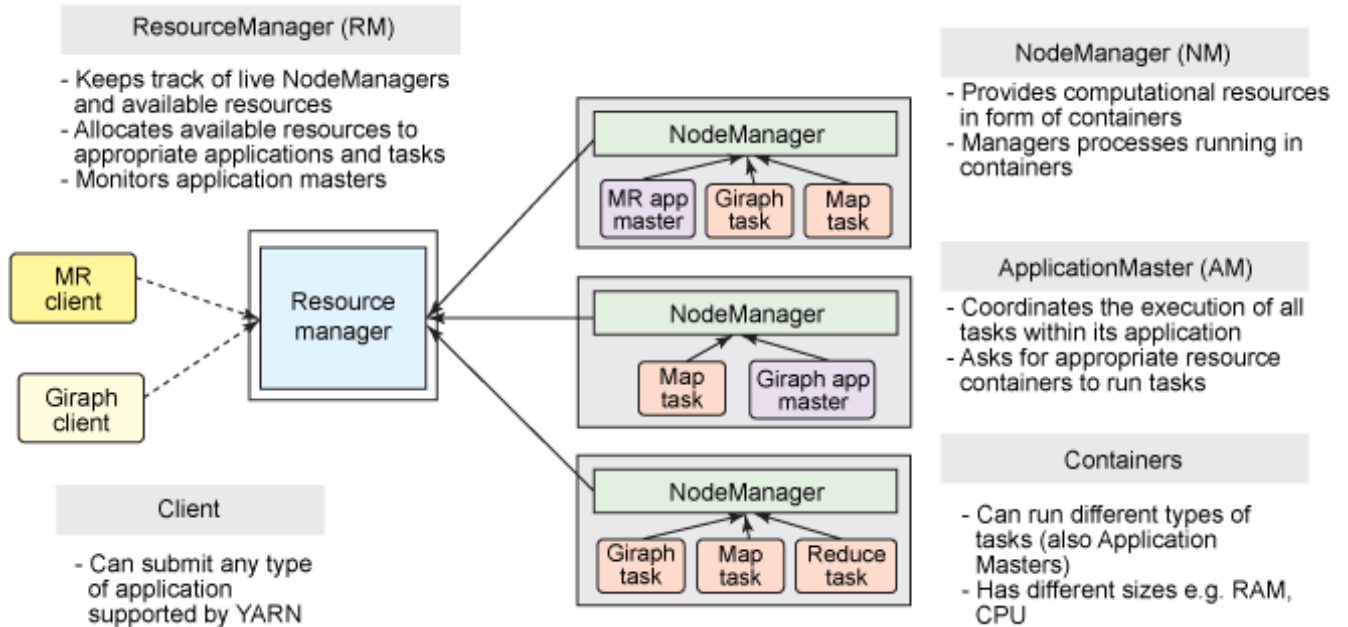 ResourceManager (RM)
- Keeps track of live NodeManagers
and available resources
- Allocates available resources to
appropriate applications and tasks
- Monitors application masters
MR
client
Giraph
client
Resource
manager
Client
- Can submit any type
of application
supported by YARN
NodeManager
MR app
master
Giraph
task
Map
task
NodeManager
Map
task
Giraph app
master
NodeManager
Giraph
task
Map
task
Reduce
task
NodeManager (NM)
- Provides computational resources
in form of containers
- Managers processes running in
containers
ApplicationMaster (AM)
- Coordinates the execution of all
tasks within its application
- Asks for appropriate resource
containers to run tasks
Containers
- Can run different types of
tasks (also Application
Masters)
- Has different sizes e.g. RAM,
CPU